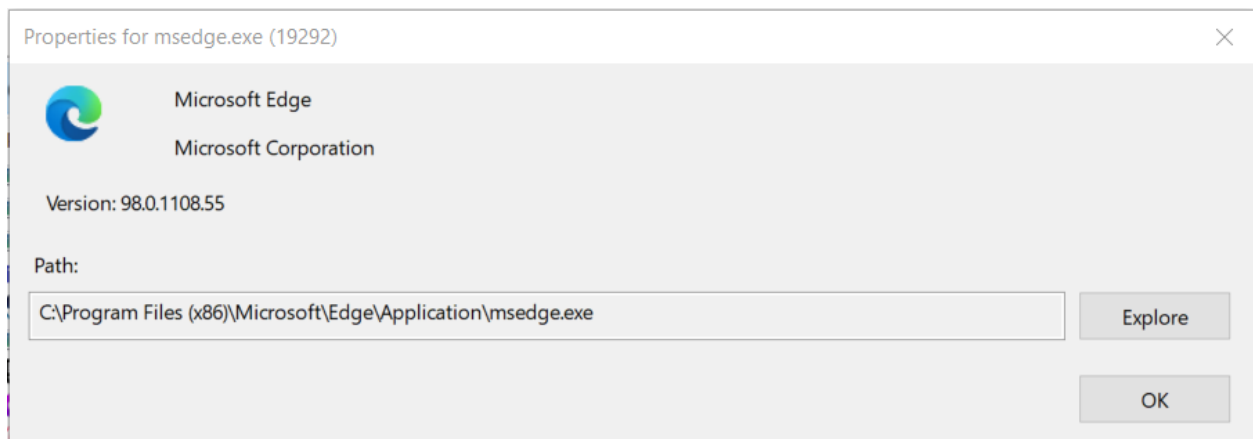 Properties for msedge.exe (19292)
Microsoft Edge
Microsoft Corporation
Version: 98.0.1108.55
Path:
C:\Program Files (x86)\Microsoft\Edge\Application\msedge.exe
Explore
OK